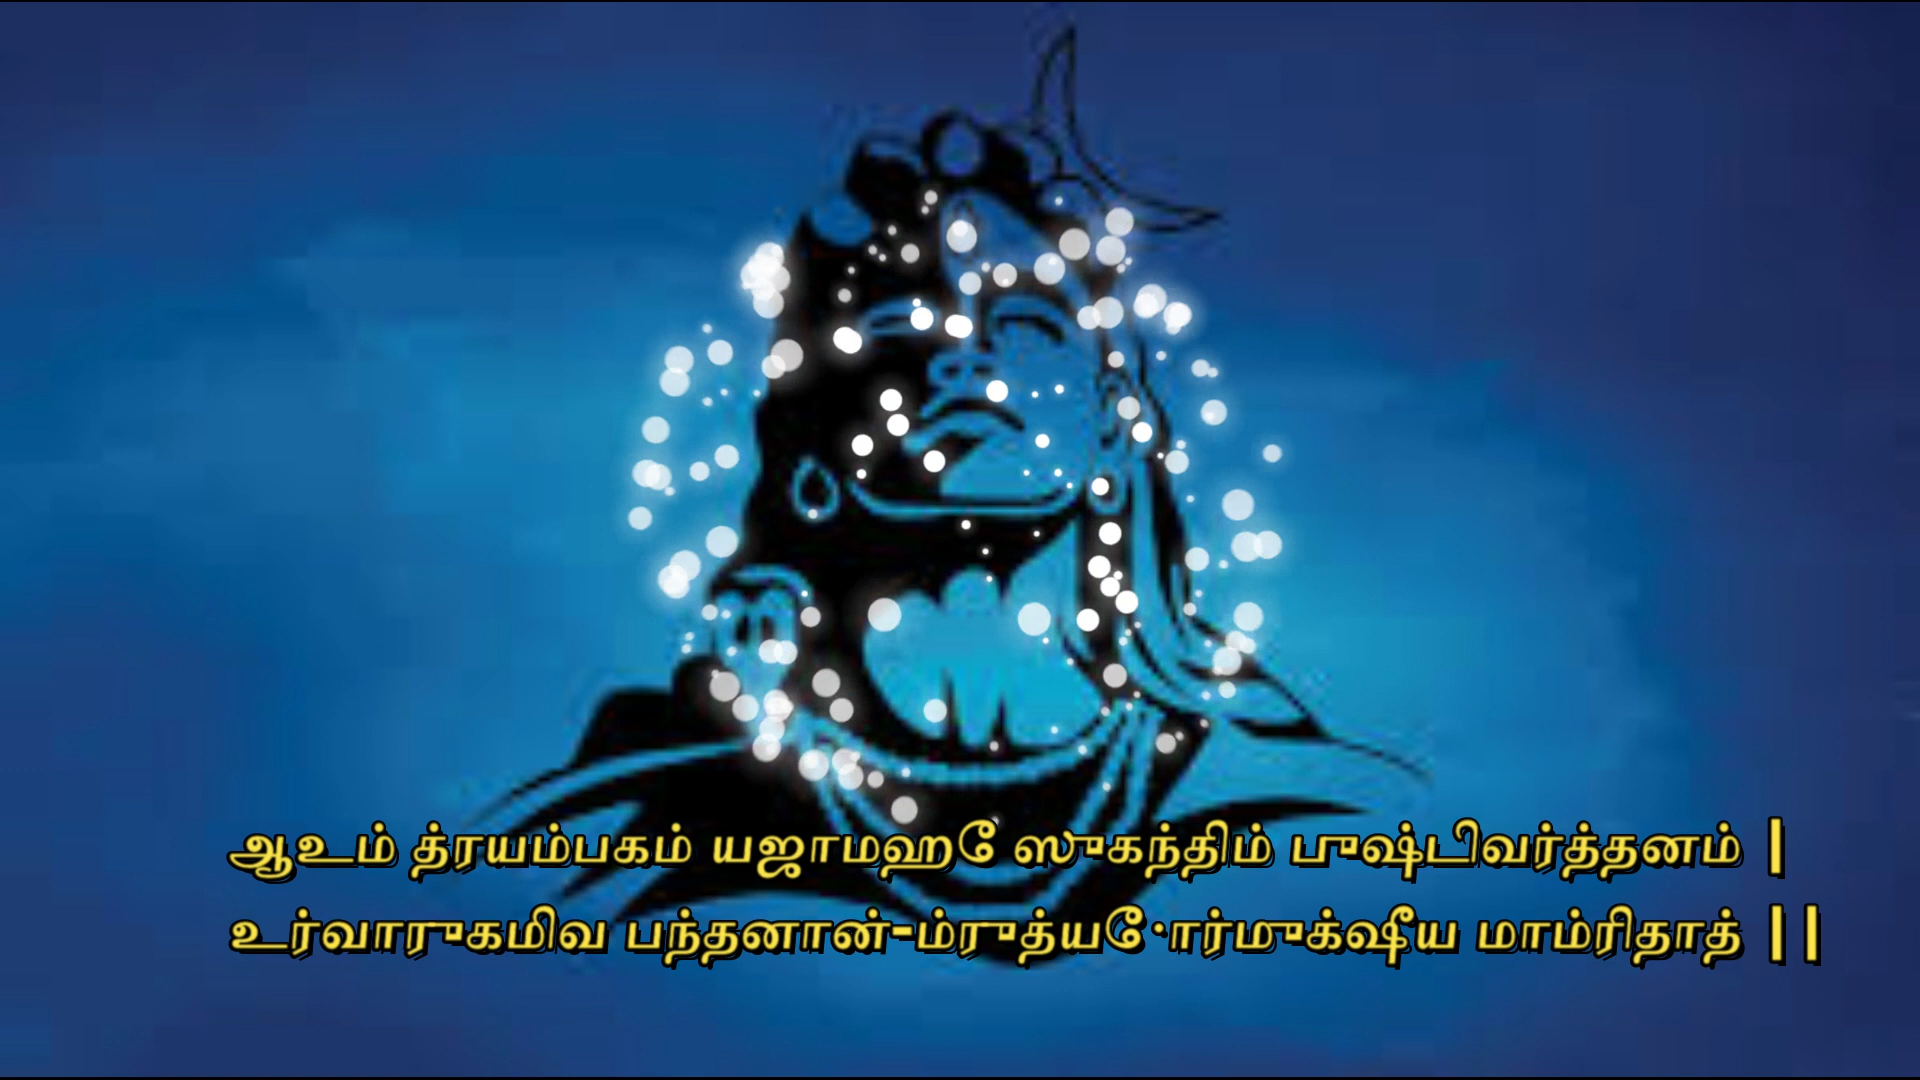 ஆஉம் த்ரயம்பகம் யஜாமஹே ஸுகந்திம் புஷ்டிவர்த்தனம் |
உர்வாருகமிவ பந்தனான்-ம்ருத்யோர்முக்ஷீய மாம்ரிதாத் ||